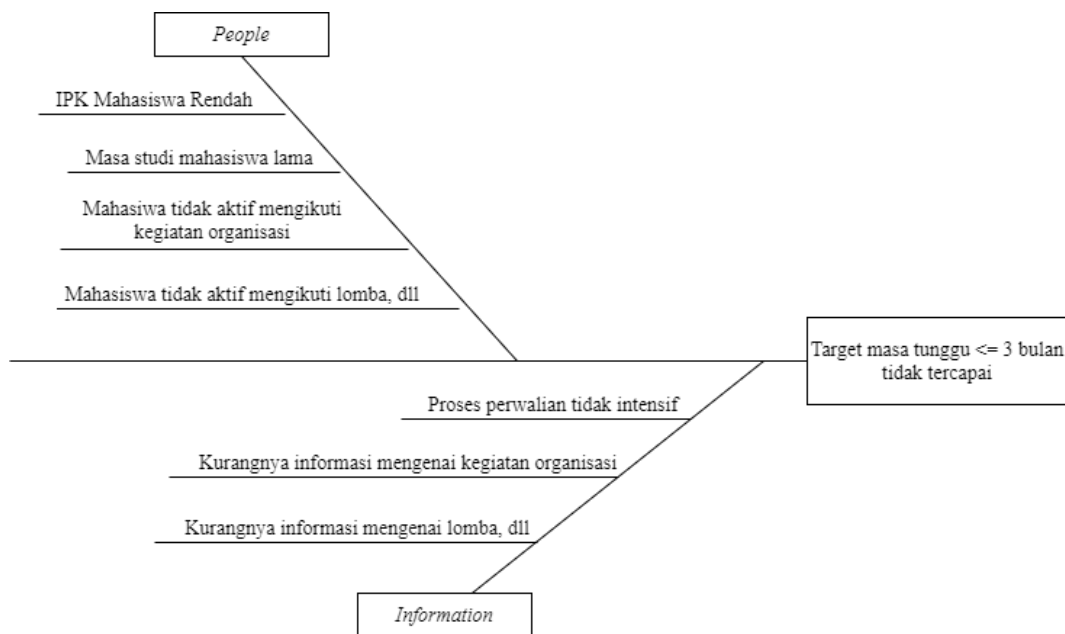 People
IPK Mahasiswa Rendah
Masa studi mahasiswa lama
Mahasiwa tidak aktif mengikuti
kegiatan organisasi
Mahasiswa tidak aktif mengikuti lomba, dll
Target masa tunggu <= 3 bulan
tidak tercapai
Proses perwalian tidak intensif
Kurangnya informasi mengenai kegiatan organisasi
Kurangnya informasi mengenai lomba, dll
Information